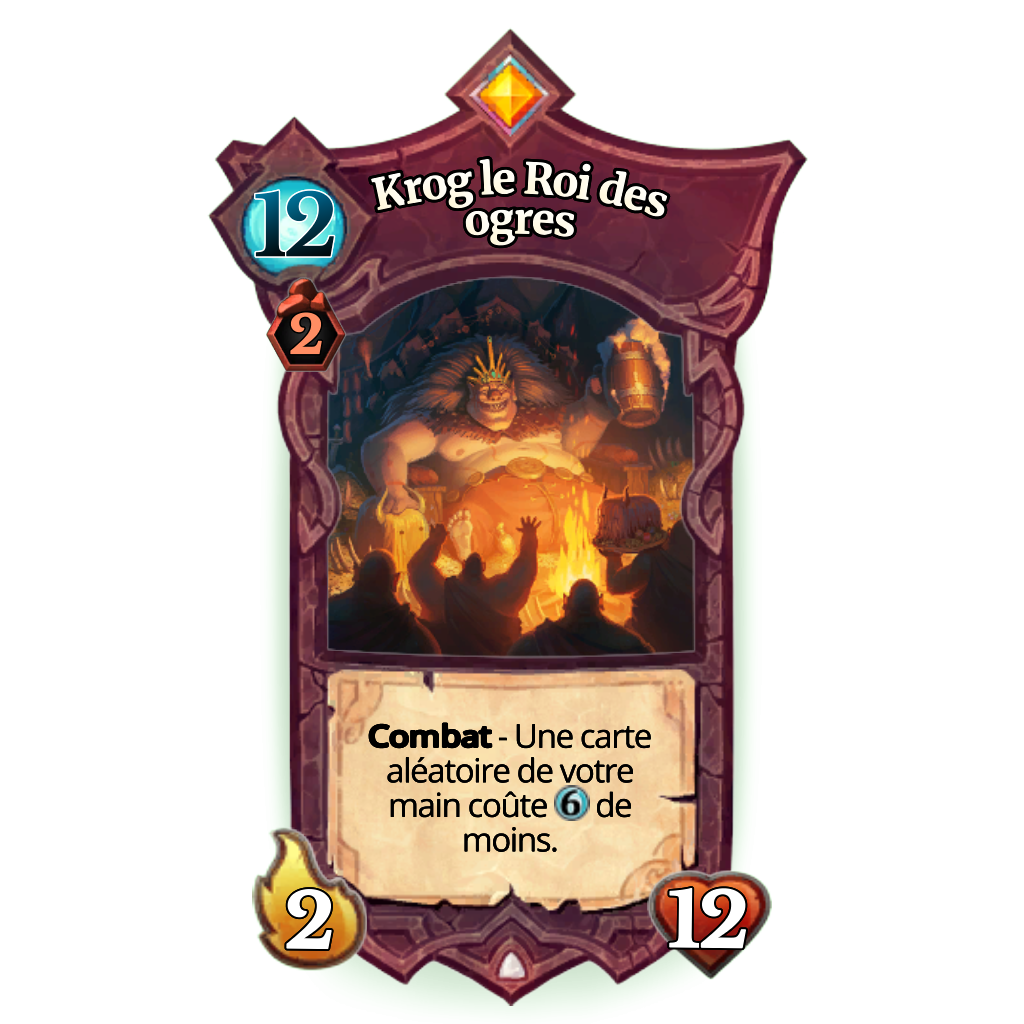 Krog le Roi des
ogres
12
2
Combat - Une carte
aléatoire de votre
main coûte 6 de
moins.
2
12